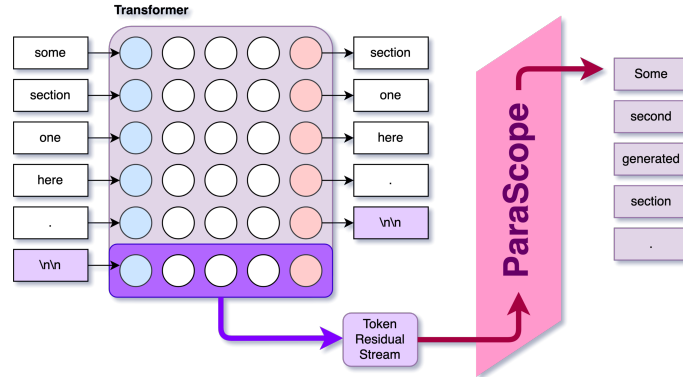 Transformer
some
section
section
one
one
here
here
.
.
\n\n
\n\n
Token
Residual
Stream
ParaScope
Some
second
generated
section
.